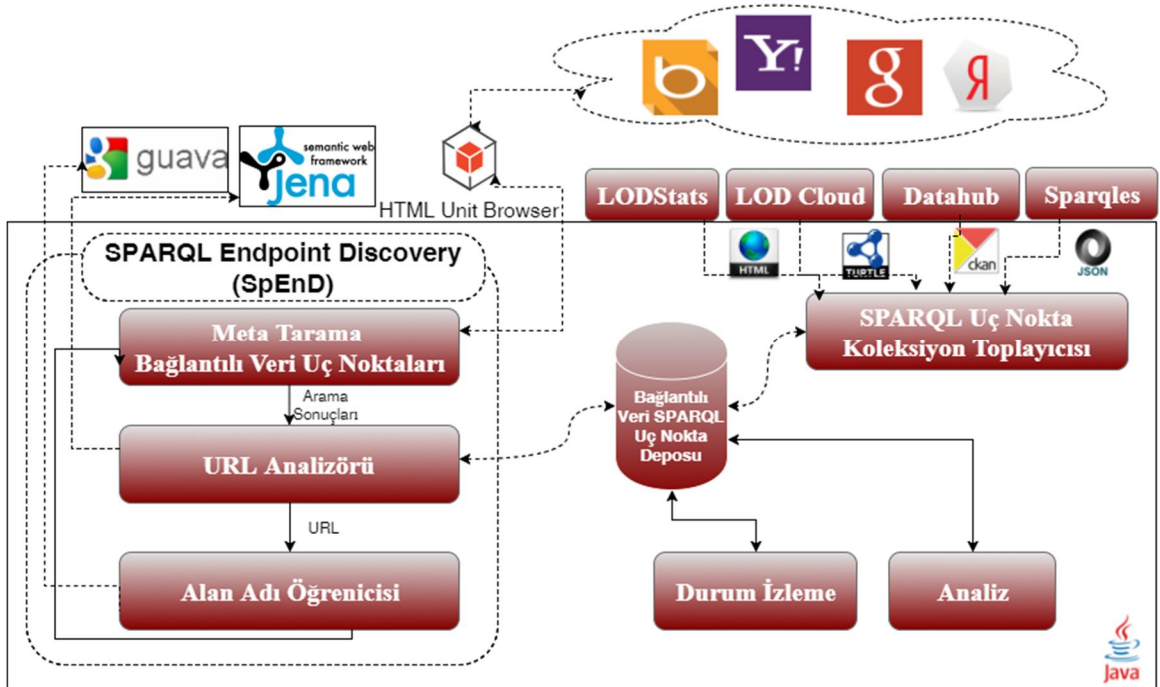 b
Y!
g
Я
guava
semantic web
framework
Jena
HTML Unit Browser
LODStats
LOD Cloud
Datahub
Sparqles
HTML
TURTLE
ckan
JSON
SPARQL Endpoint Discovery
(SpEnD)
Meta Tarama
Bağlantılı Veri Uç Noktaları
SPARQL Uç Nokta
Koleksiyon Toplayıcısı
Arama
Sonuçları
Bağlantılı
Veri SPARQL
Uç Nokta
Deposu
URL Analizörü
URL
Alan Adı Öğrenicisi
Durum İzleme
Analiz
Java